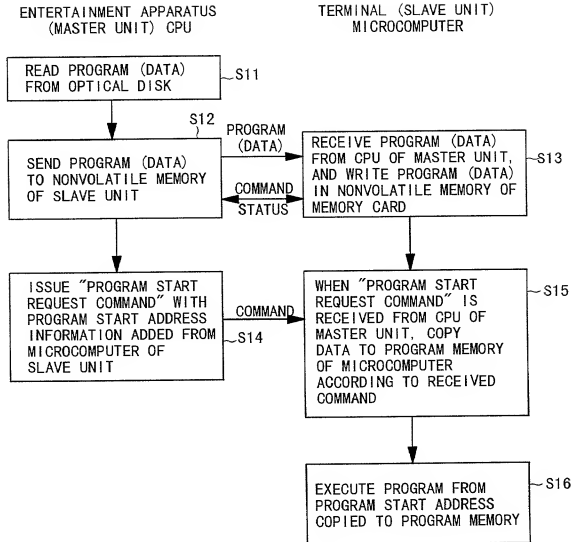 ENTERTAINMENT APPARATUS
(MASTER UNIT) CPU
TERMINAL (SLAVE UNIT)
MICROCOMPUTER
READ PROGRAM (DATA)
FROM OPTICAL DISK
S11
S12
SEND PROGRAM (DATA)
TO NONVOLATILE MEMORY
OF SLAVE UNIT
PROGRAM
(DATA)
COMMAND
STATUS
RECEIVE PROGRAM (DATA)
FROM CPU OF MASTER UNIT,
AND WRITE PROGRAM (DATA)
IN NONVOLATILE MEMORY OF
MEMORY CARD
S13
ISSUE "PROGRAM START
REQUEST COMMAND" WITH
PROGRAM START ADDRESS
INFORMATION ADDED FROM
MICROCOMPUTER OF
SLAVE UNIT
S14
COMMAND
WHEN "PROGRAM START
REQUEST COMMAND" IS
RECEIVED FROM CPU OF
MASTER UNIT, COPY
DATA TO PROGRAM MEMORY
OF MICROCOMPUTER
ACCORDING TO RECEIVED
COMMAND
S15
EXECUTE PROGRAM FROM
PROGRAM START ADDRESS
COPIED TO PROGRAM MEMORY
S16